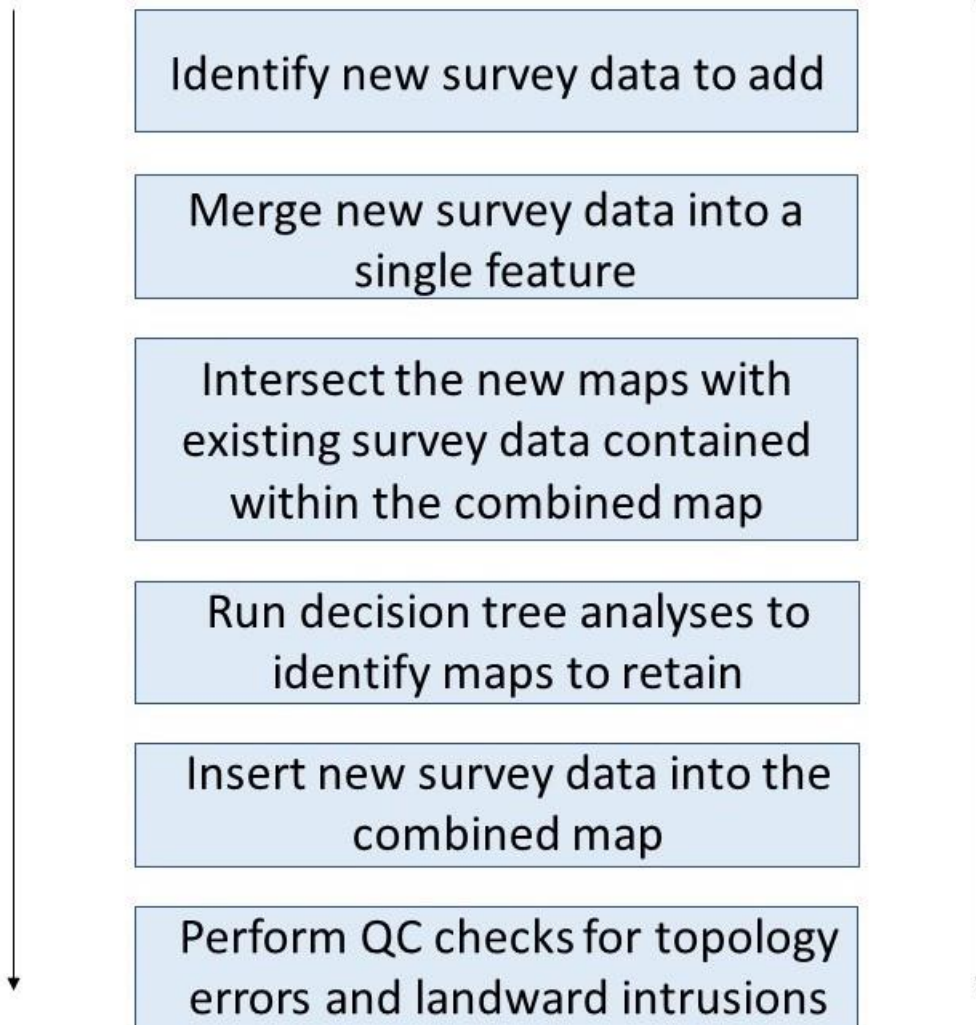 Identify new survey data to add
Merge new survey data into a
single feature
Intersect the new maps with
existing survey data contained
within the combined map
Run decision tree analyses to
identify maps to retain
Insert new survey data into the
combined map
Perform QC checks for topology
errors and landward intrusions